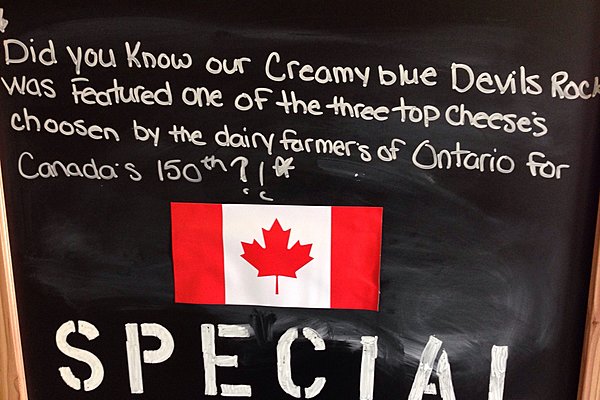 *Did you Know our Creamy blue Devils Rock
was Featured one of the three top cheese's
choosen by the dairy farmer's of Ontario for
Canada's 150th?!*
SPECIAL